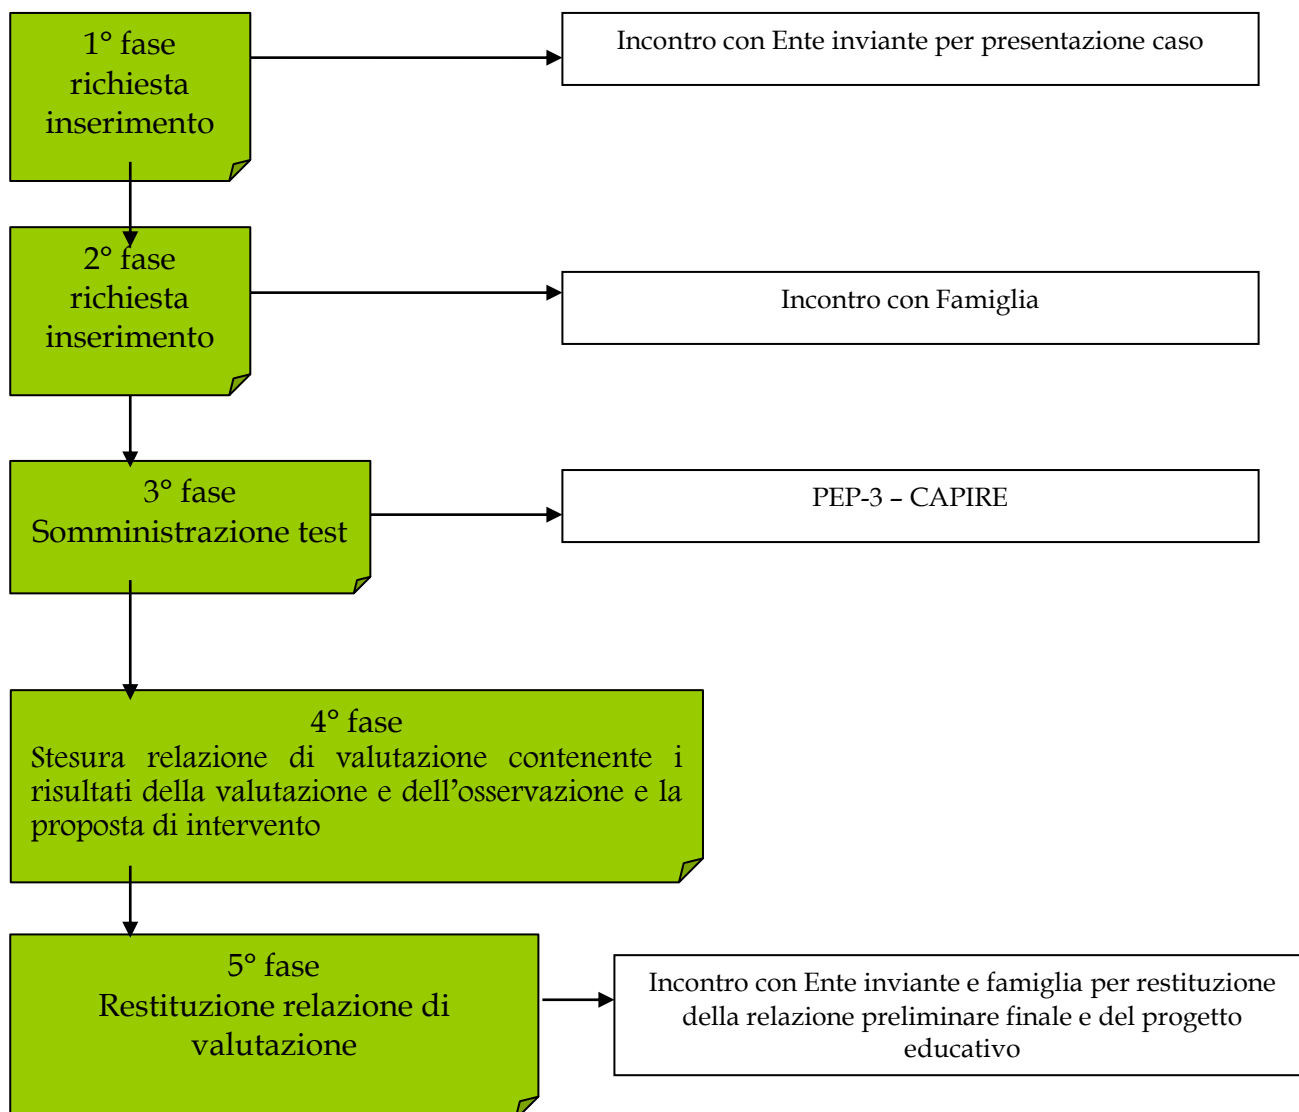 1° fase
richiesta
inserimento
Incontro con Ente inviante per presentazione caso
2° fase
richiesta
inserimento
Incontro con Famiglia
3° fase
Somministrazione test
PEP-3 – CAPIRE
4° fase
Stesura relazione di valutazione contenente i
risultati della valutazione e dell’osservazione e la
proposta di intervento
5° fase
Restituzione relazione di
valutazione
Incontro con Ente inviante e famiglia per restituzione
della relazione preliminare finale e del progetto
educativo